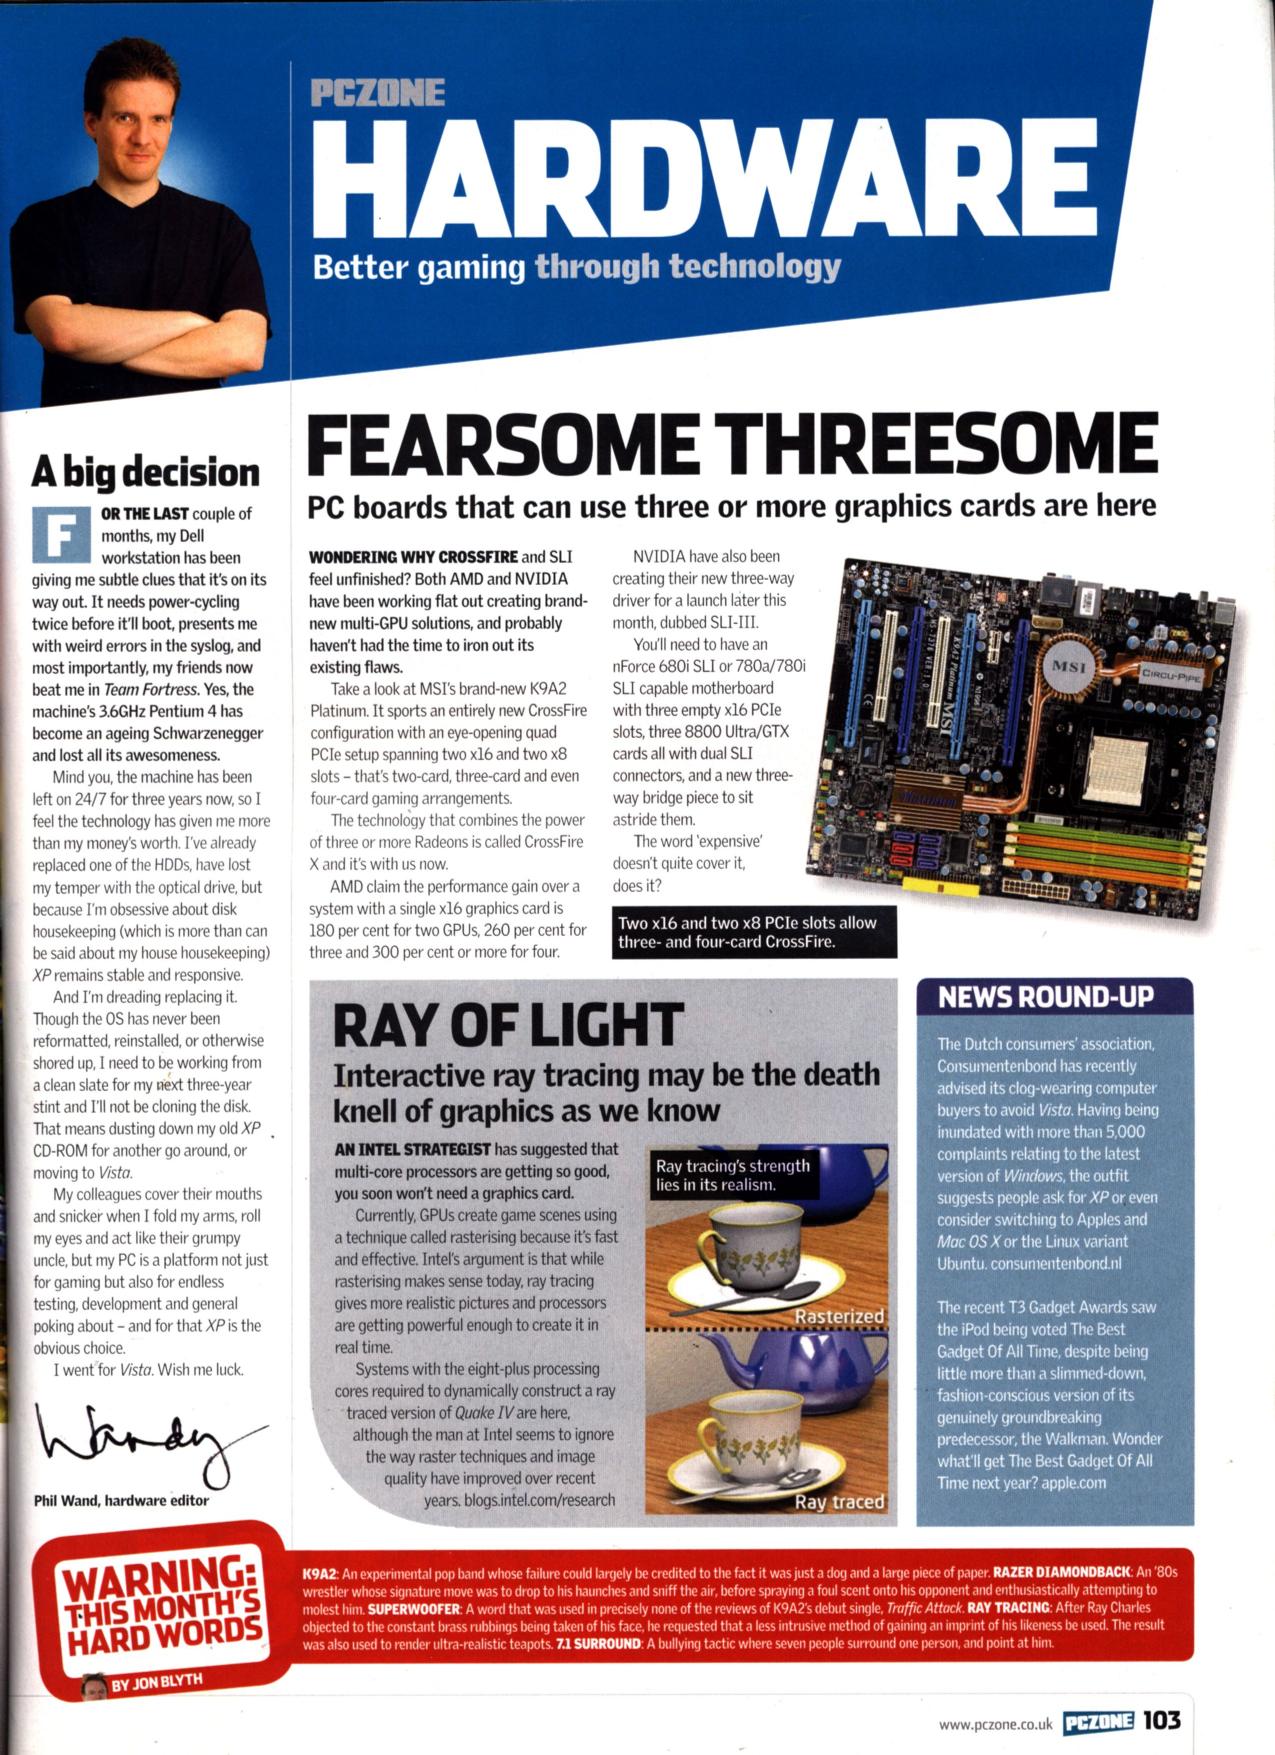 PCZONE
HARDWARE
Better gaming through technology
A big decision
FOR THE LAST couple of
months, my Dell
workstation has been
giving me subtle clues that it's on its
way out. It needs power-cycling
twice before it'll boot, presents me
with weird errors in the syslog, and
most importantly, my friends now
beat me in Team Fortress. Yes, the
machine's 3.6GHz Pentium 4 has
become an ageing Schwarzenegger
and lost all its awesomeness.
Mind you, the machine has been
left on 24/7 for three years now, so I
feel the technology has given me more
than my money's worth. I've already
replaced one of the HDDs, have lost
my temper with the optical drive, but
because I'm obsessive about disk
housekeeping (which is more than can
be said about my house housekeeping)
XP remains stable and responsive.
And I'm dreading replacing it.
Though the OS has never been
reformatted, reinstalled, or otherwise
shored up, I need to be working from
a clean slate for my next three-year
stint and I'll not be cloning the disk.
That means dusting down my old XP
CD-ROM for another go around, or
moving to Vista.
My colleagues cover their mouths
and snicker when I fold my arms, roll
my eyes and act like their grumpy
uncle, but my PC is a platform not just
for gaming but also for endless
testing, development and general
poking about – and for that XP is the
obvious choice.
I went for Vista. Wish me luck.
Wandy
Phil Wand, hardware editor
FEARSOME THREESOME
PC boards that can use three or more graphics cards are here
WONDERING WHY CROSSFIRE and SLI
feel unfinished? Both AMD and NVIDIA
have been working flat out creating brand-
new multi-GPU solutions, and probably
haven't had the time to iron out its
existing flaws.
Take a look at MSI's brand-new K9A2
Platinum. It sports an entirely new CrossFire
configuration with an eye-opening quad
PCIe setup spanning two x16 and two x8
slots – that's two-card, three-card and even
four-card gaming arrangements.
The technology that combines the power
of three or more Radeons is called CrossFire
X and it's with us now.
AMD claim the performance gain over a
system with a single x16 graphics card is
180 per cent for two GPUs, 260 per cent for
three and 300 per cent or more for four.
NVIDIA have also been
creating their new three-way
driver for a launch later this
month, dubbed SLI-III.
You'll need to have an
nForce 680i SLI or 780a/780i
SLI capable motherboard
with three empty x16 PCIe
slots, three 8800 Ultra/GTX
cards all with dual SLI
connectors, and a new three-
way bridge piece to sit
astride them.
The word 'expensive'
doesn't quite cover it,
does it?
MSI
CIRCU-PIPE
K9A2 Platinum
MSI
Two x16 and two x8 PCIe slots allow
three- and four-card CrossFire.
RAY OF LIGHT
Interactive ray tracing may be the death
knell of graphics as we know
AN INTEL STRATEGIST has suggested that
multi-core processors are getting so good,
you soon won't need a graphics card.
Currently, GPUs create game scenes using
a technique called rasterising because it's fast
and effective. Intel's argument is that while
rasterising makes sense today, ray tracing
gives more realistic pictures and processors
are getting powerful enough to create it in
real time.
Systems with the eight-plus processing
cores required to dynamically construct a ray
traced version of Quake IV are here,
although the man at Intel seems to ignore
the way raster techniques and image
quality have improved over recent
years. blogs.intel.com/research
Ray tracing's strength
lies in its realism.
Rasterized
Ray traced
NEWS ROUND-UP
The Dutch consumers' association,
Consumentenbond has recently
advised its clog-wearing computer
buyers to avoid Vista. Having being
inundated with more than 5,000
complaints relating to the latest
version of Windows, the outfit
suggests people ask for XP or even
consider switching to Apples and
Mac OS X or the Linux variant
Ubuntu. consumentenbond.nl
The recent T3 Gadget Awards saw
the iPod being voted The Best
Gadget Of All Time, despite being
little more than a slimmed-down,
fashion-conscious version of its
genuinely groundbreaking
predecessor, the Walkman. Wonder
what'll get The Best Gadget Of All
Time next year? apple.com
WARNING:
THIS MONTH'S
HARD WORDS
BY JON BLYTH
K9A2: An experimental pop band whose failure could largely be credited to the fact it was just a dog and a large piece of paper. RAZER DIAMONDBACK: An '80s
wrestler whose signature move was to drop to his haunches and sniff the air, before spraying a foul scent onto his opponent and enthusiastically attempting to
molest him. SUPERWOOFER: A word that was used in precisely none of the reviews of K9A2's debut single, Traffic Attack. RAY TRACING: After Ray Charles
objected to the constant brass rubbings being taken of his face, he requested that a less intrusive method of gaining an imprint of his likeness be used. The result
was also used to render ultra-realistic teapots. 7.1 SURROUND: A bullying tactic where seven people surround one person, and point at him.
www.pczone.co.uk PCZONE 103